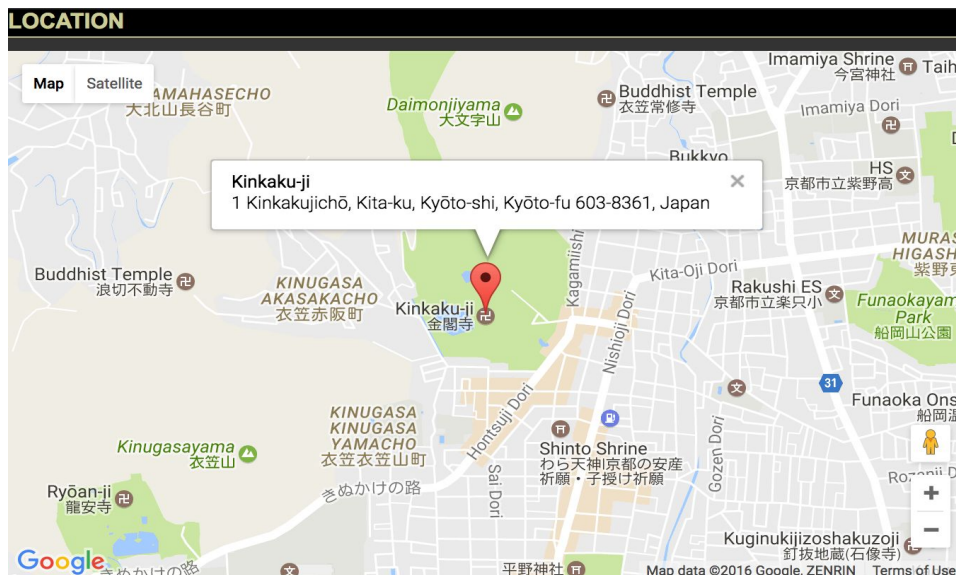 LOCATION
Map
Satellite
AMAHASECHO
大北山長谷町
Daimonjiyama
大文字山
Buddhist Temple
衣笠常修寺
Imamiya Shrine
今宮神社
Taih
Imamiya Dori
Bukkyo
HS
京都市立紫野高
Kinkaku-ji
1 Kinkakujichō, Kita-ku, Kyōto-shi, Kyōto-fu 603-8361, Japan
MURAS
HIGASH
紫野東
Kagamiishi
Kita-Oji Dori
Buddhist Temple
浪切不動寺
KINUGASA
AKASAKACHO
衣笠赤阪町
Kinkaku-ji
金閣寺
Rakushi ES
京都市立楽只小
Funaokayam
Park
船岡山公園
Nishioji Dori
31
Funaoka Ons
船岡温
KINUGASA
KINUGASA
YAMACHO
衣笠衣笠山町
Hontsuji Dori
Kinugasayama
衣笠山
Shinto Shrine
わら天神|京都の安産
祈願・子授け祈願
Gozen Dori
Sai Dori
きぬかけの路
Ryōan-ji
龍安寺
Kuginukijizoshakuzoji
釘抜地蔵(石像寺)
Google
きぬかけの路
平野神社
Map data ©2016 Google, ZENRIN
Terms of Use